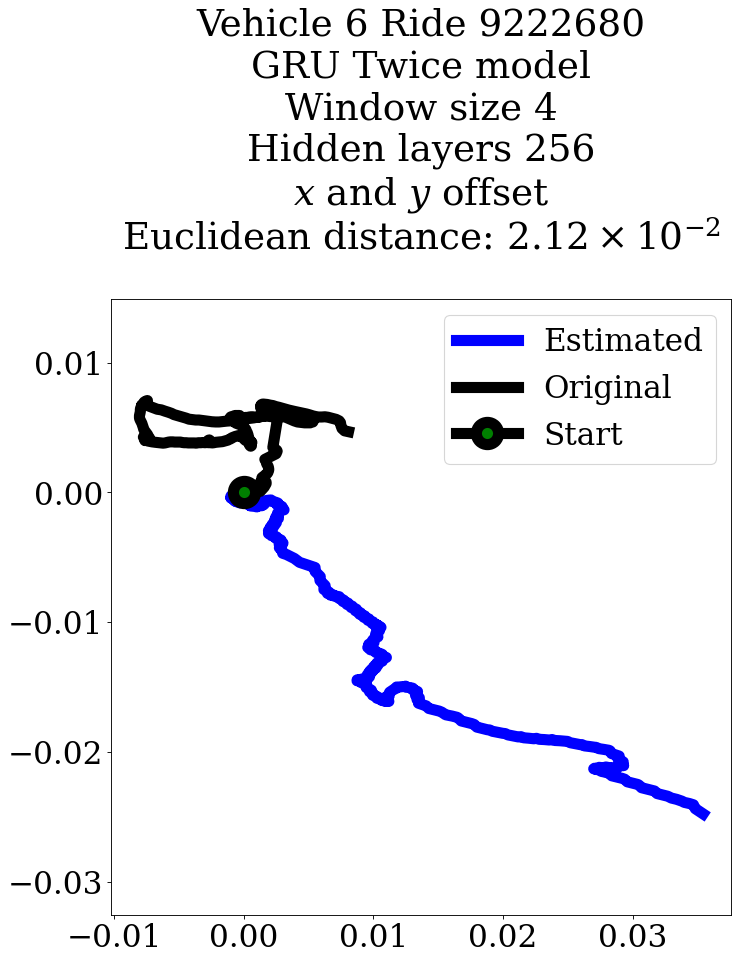 Vehicle 6 Ride 9222680
GRU Twice model
Window size 4
Hidden layers 256
x and y offset
Euclidean distance: 2.12 × 10⁻²
Estimated
Original
Start
0.01
0.00
−0.01
−0.02
−0.03
−0.01 0.00 0.01 0.02 0.03